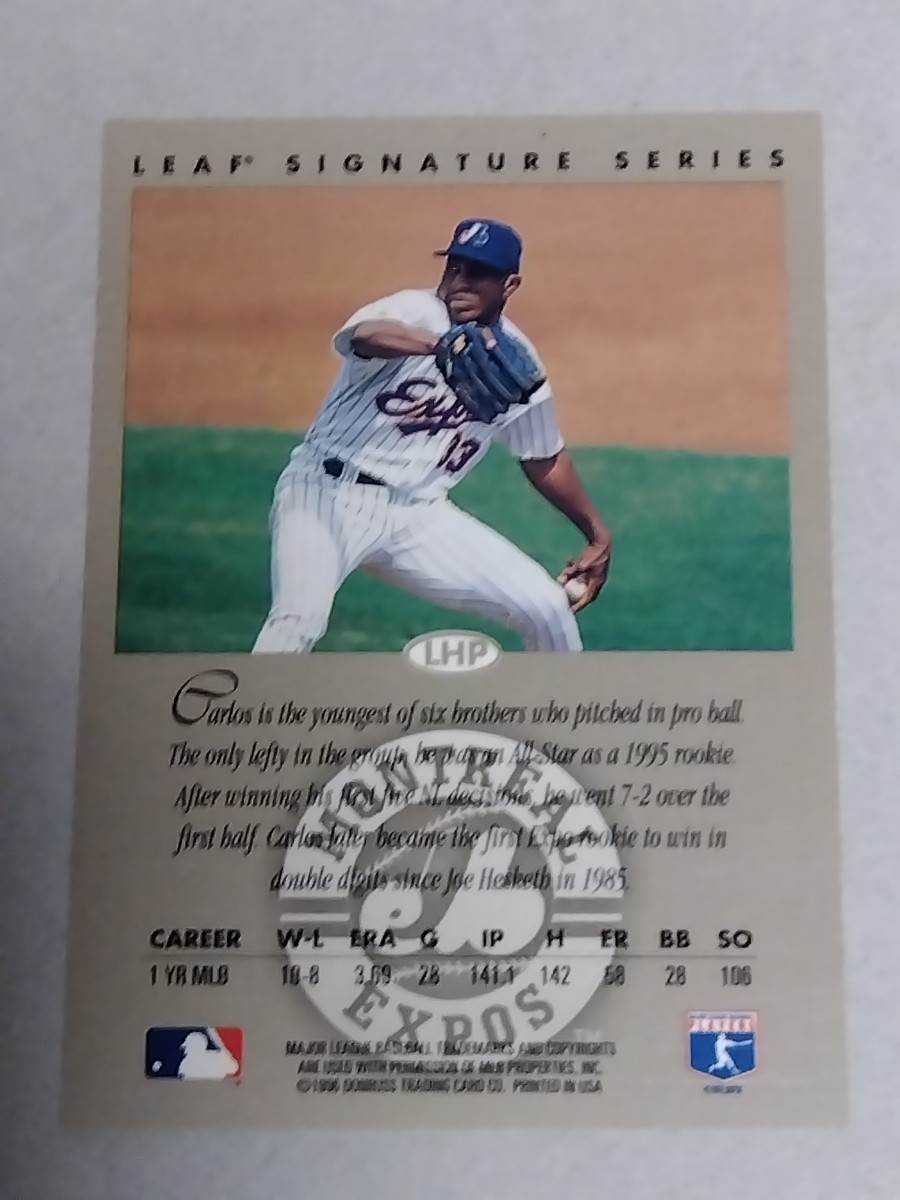 LEAF® SIGNATURE SERIES
Expos
13
LHP
Carlos is the youngest of six brothers who pitched in pro ball.
The only lefty in the group, he was an All-Star as a 1995 rookie.
After winning his first five NL decisions, he went 7-2 over the
first half. Carlos later became the first Expo rookie to win in
double digits since Joe Hesketh in 1985.
MONTREAL
EXPOS
CAREER W-L ERA G IP H ER BB SO
1 YR MLB 10-8 3.69 28 141.1 142 58 28 106
MAJOR LEAGUE BASEBALL TRADEMARKS AND COPYRIGHTS
ARE USED WITH PERMISSION OF MLB PROPERTIES, INC.
©1996 DONRUSS TRADING CARD CO. PRINTED IN USA